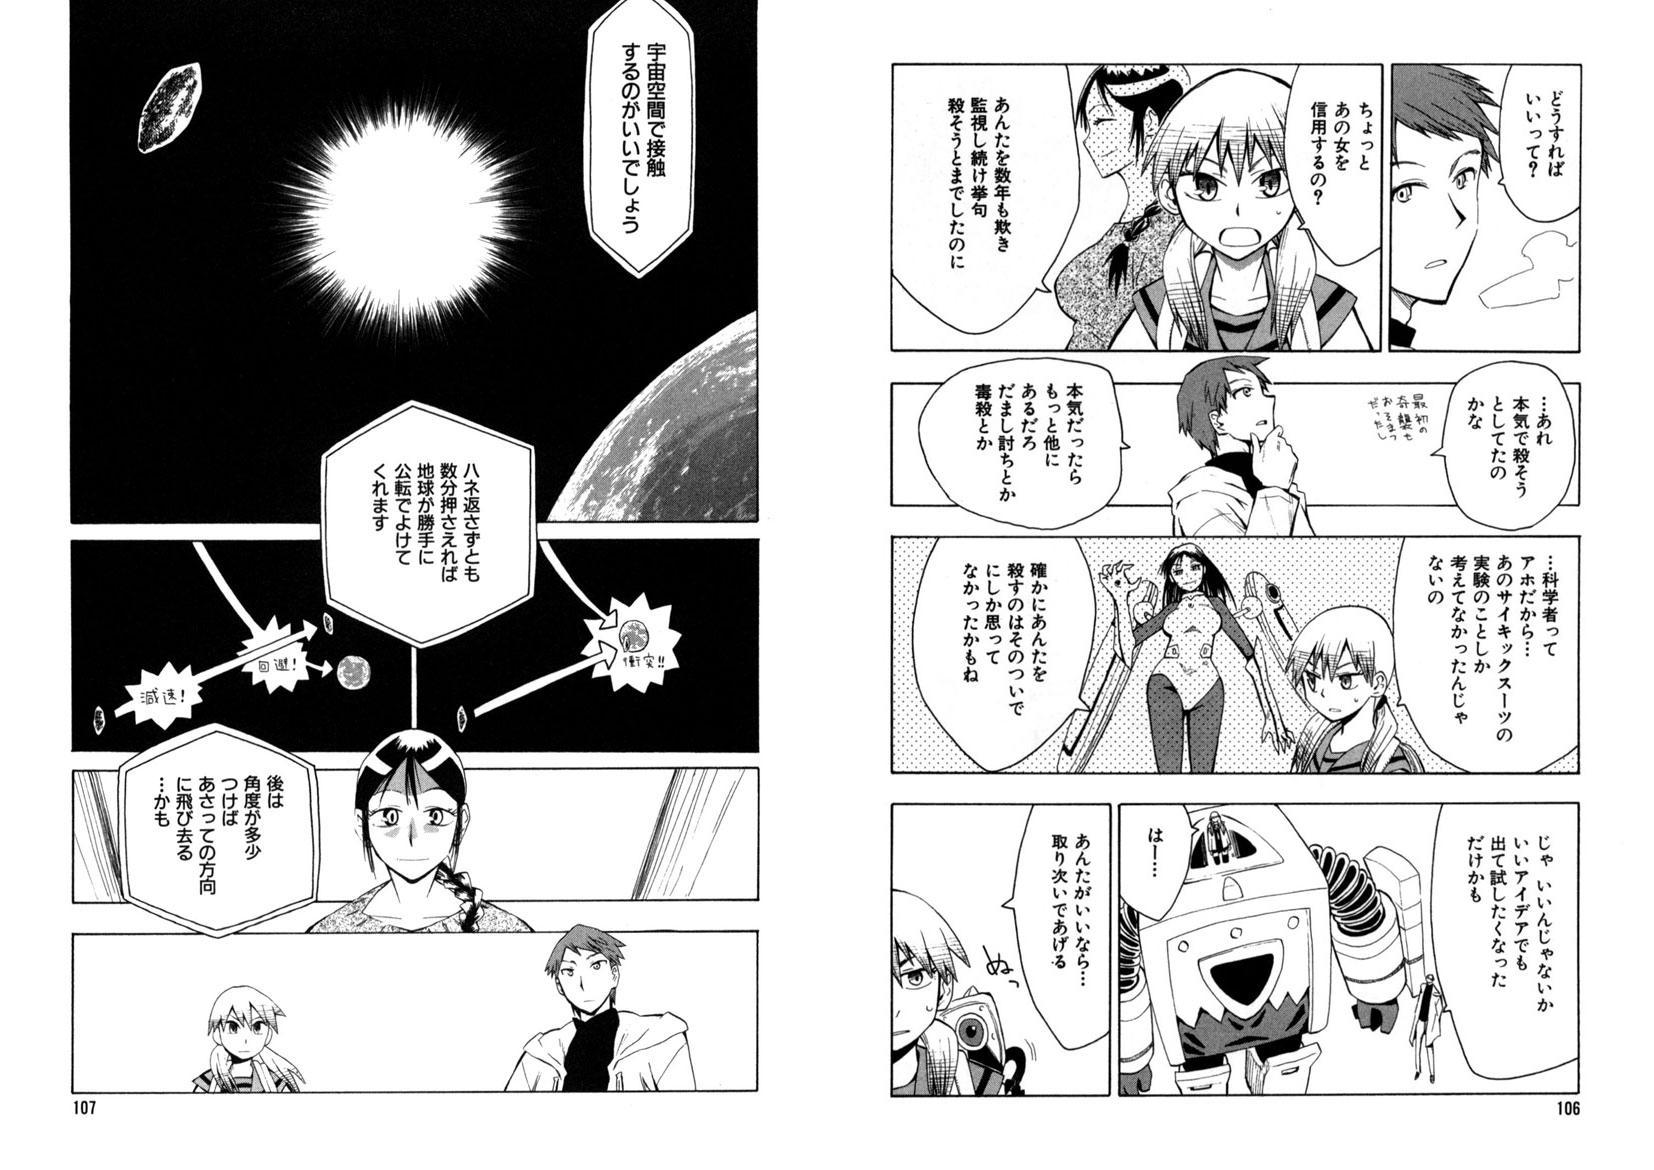 どうすれば
いいって？
ちょっと
あの女を
信用するの？
あんたを数年も欺き
監視し続け挙句
殺そうとまでしたのに
…あれ
本気で殺そう
としてたの
かな
最初の
奇襲も
おそまつ
だったし
本気だったら
もっと他に
あるだろ
だまし討ちとか
毒殺とか
…科学者って
アホだから…
あのサイキックスーツの
実験のことしか
考えてなかったんじゃ
ないの
確かにあんたを
殺すのはそのついで
にしか思って
なかったかもね
じゃ いいんじゃないか
いいアイデアでも
出て試したくなった
だけかも
はー…
あんたがいいなら…
取り次いであげる
ぬっ
106
宇宙空間で接触
するのがいいでしょう
ハネ返さずとも
数分押さえれば
地球が勝手に
公転でよけて
くれます
衝突!!
回避！
減速！
後は
角度が多少
つけば
あさっての方向
に飛び去る
…かも
107